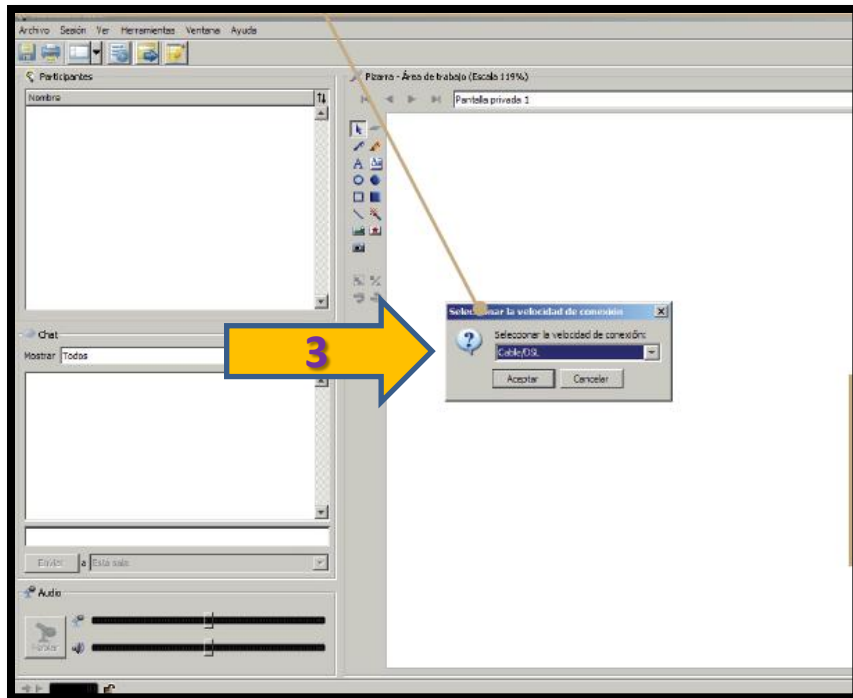 Archivo Sesión Ver Herramientas Ventana Ayuda
Participantes
Nombre
Pizarra - Área de trabajo (Escala 119%)
Pantalla privada 1
Seleccionar la velocidad de conexión
Seleccionar la velocidad de conexión:
Cable/DSL
Aceptar Cancelar
3
Chat
Mostrar Todos
Enviar a Esta sala
Audio
Hablar